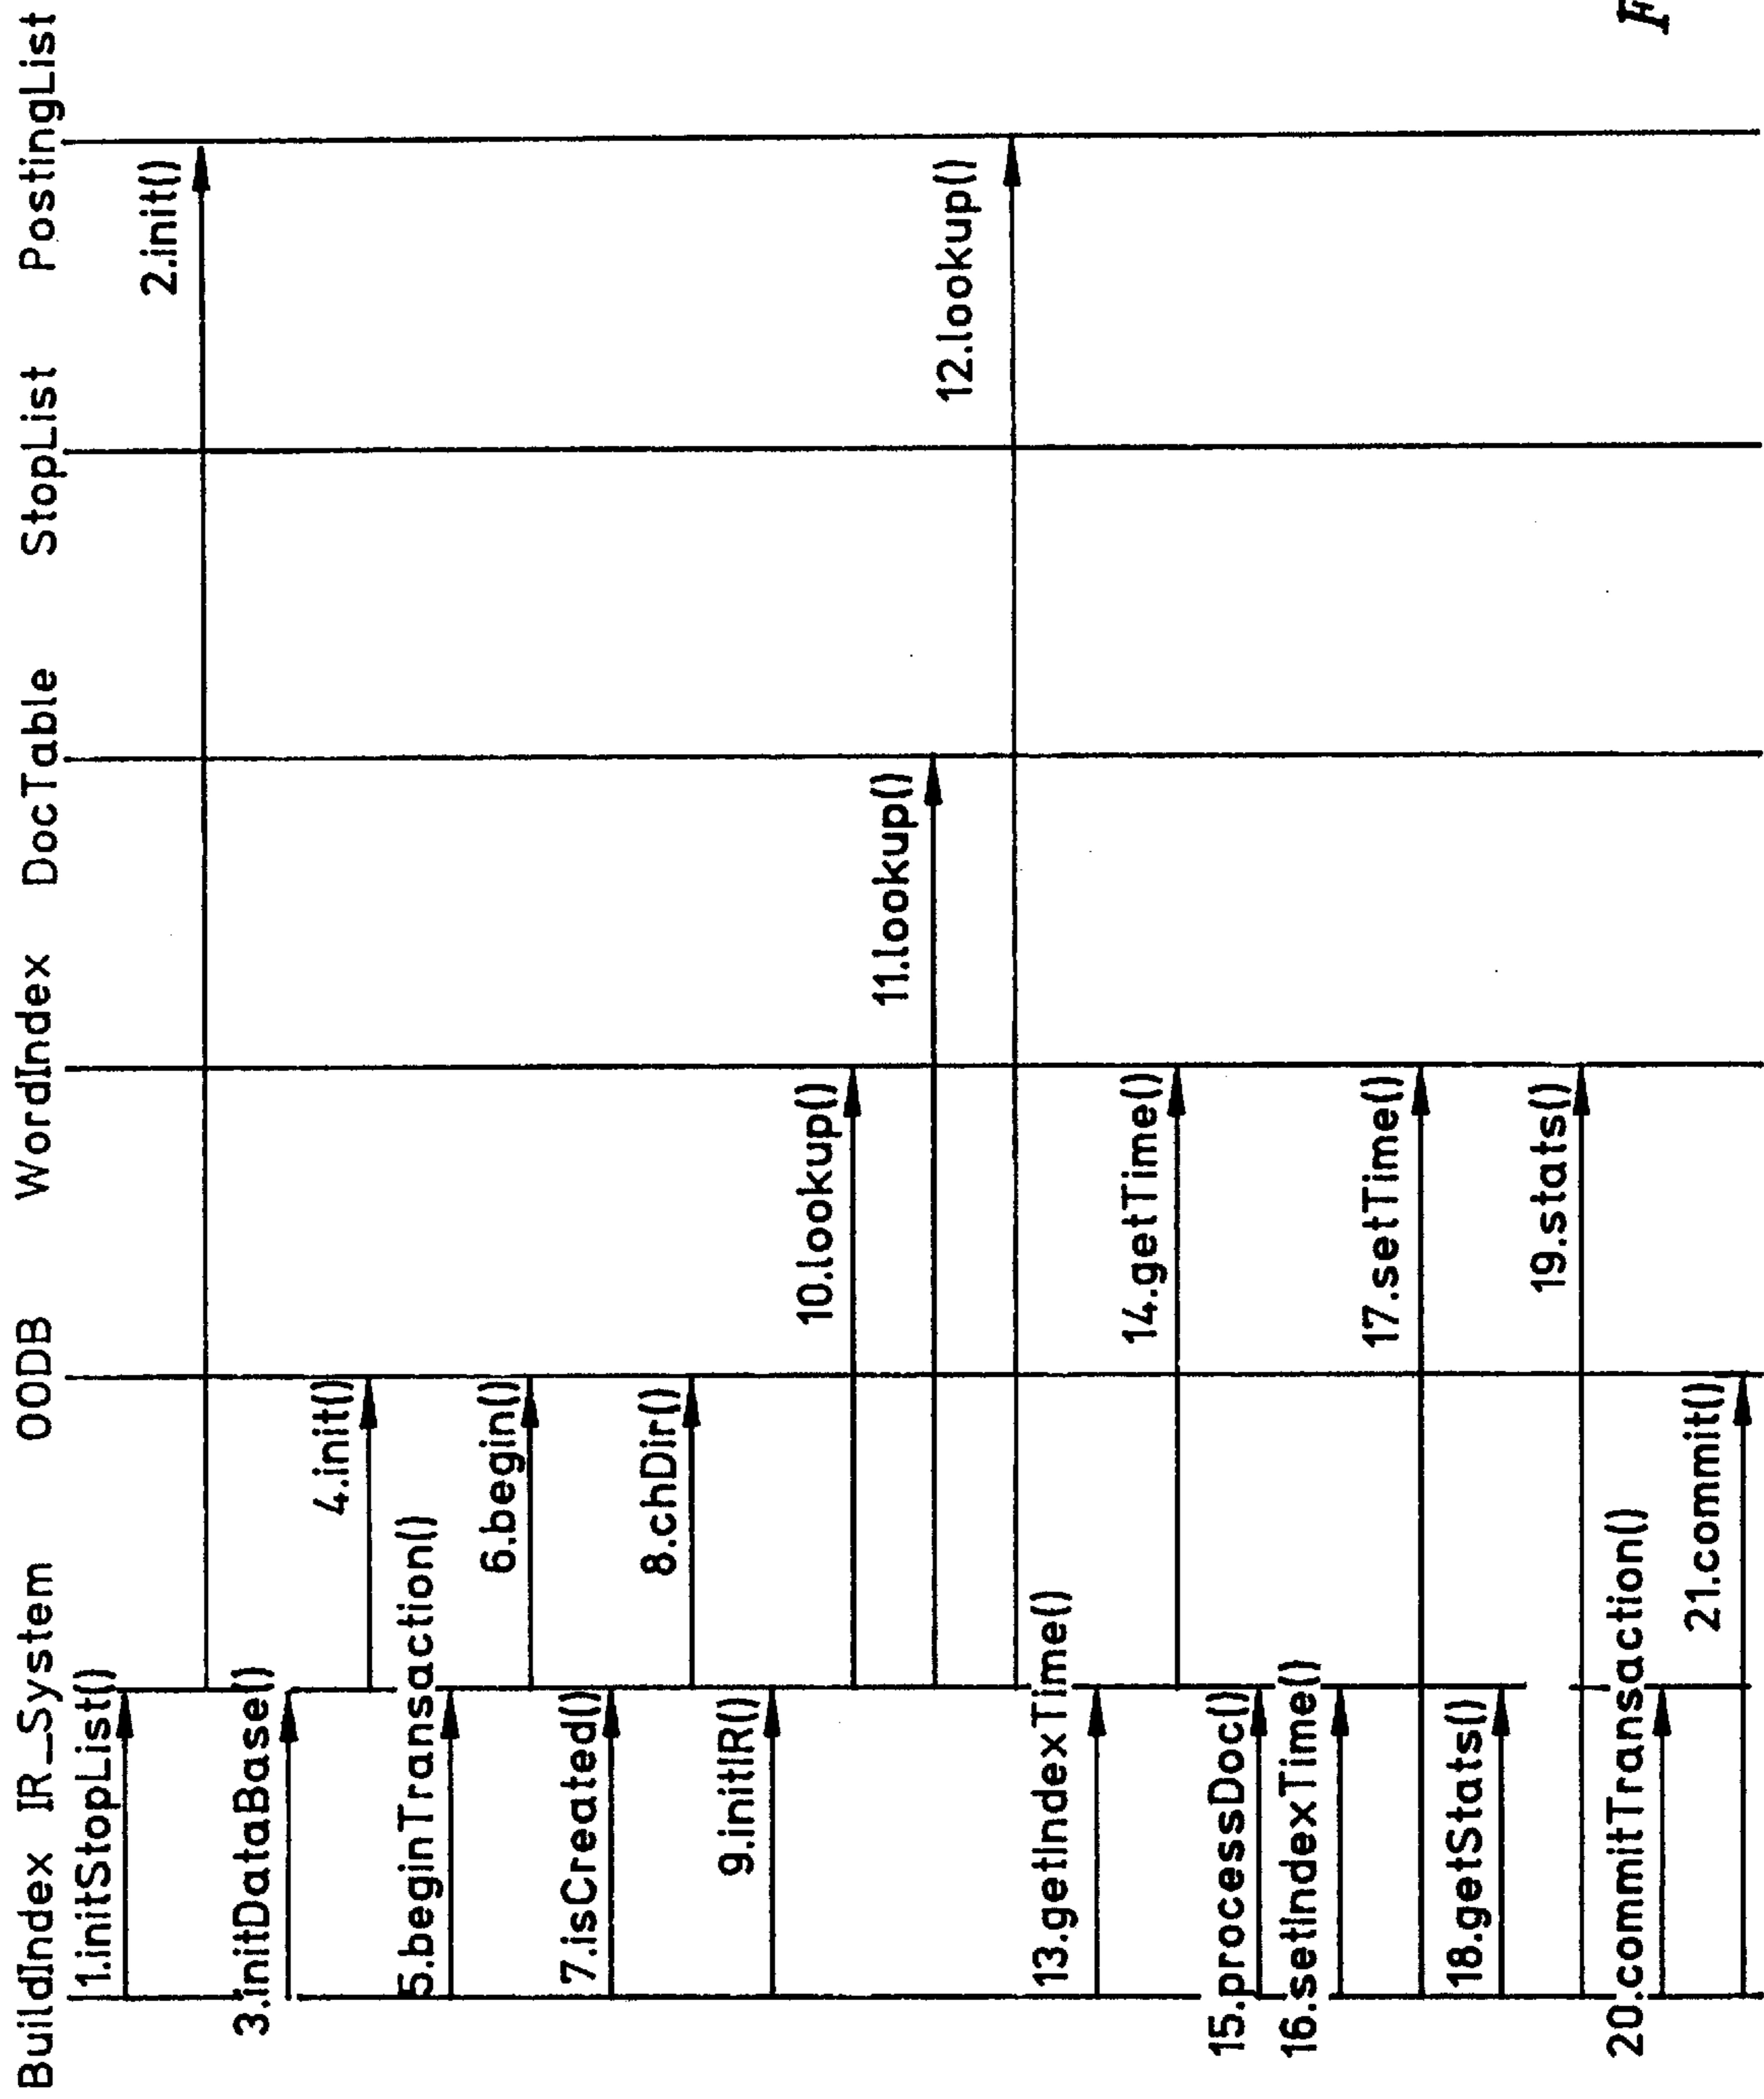 BuildIndex IR_System OODB WordIndex DocTable StopList PostingList
1.initStopList()
2.init()
3.initDataBase()
4.init()
5.beginTransaction()
6.begin()
7.isCreated()
8.chDir()
9.initIR()
10.lookup()
11.lookup()
12.lookup()
13.getIndexTime()
14.getTime()
15.processDoc()
16.setIndexTime()
17.setTime()
18.getStats()
19.stats()
20.commitTransaction()
21.commit()